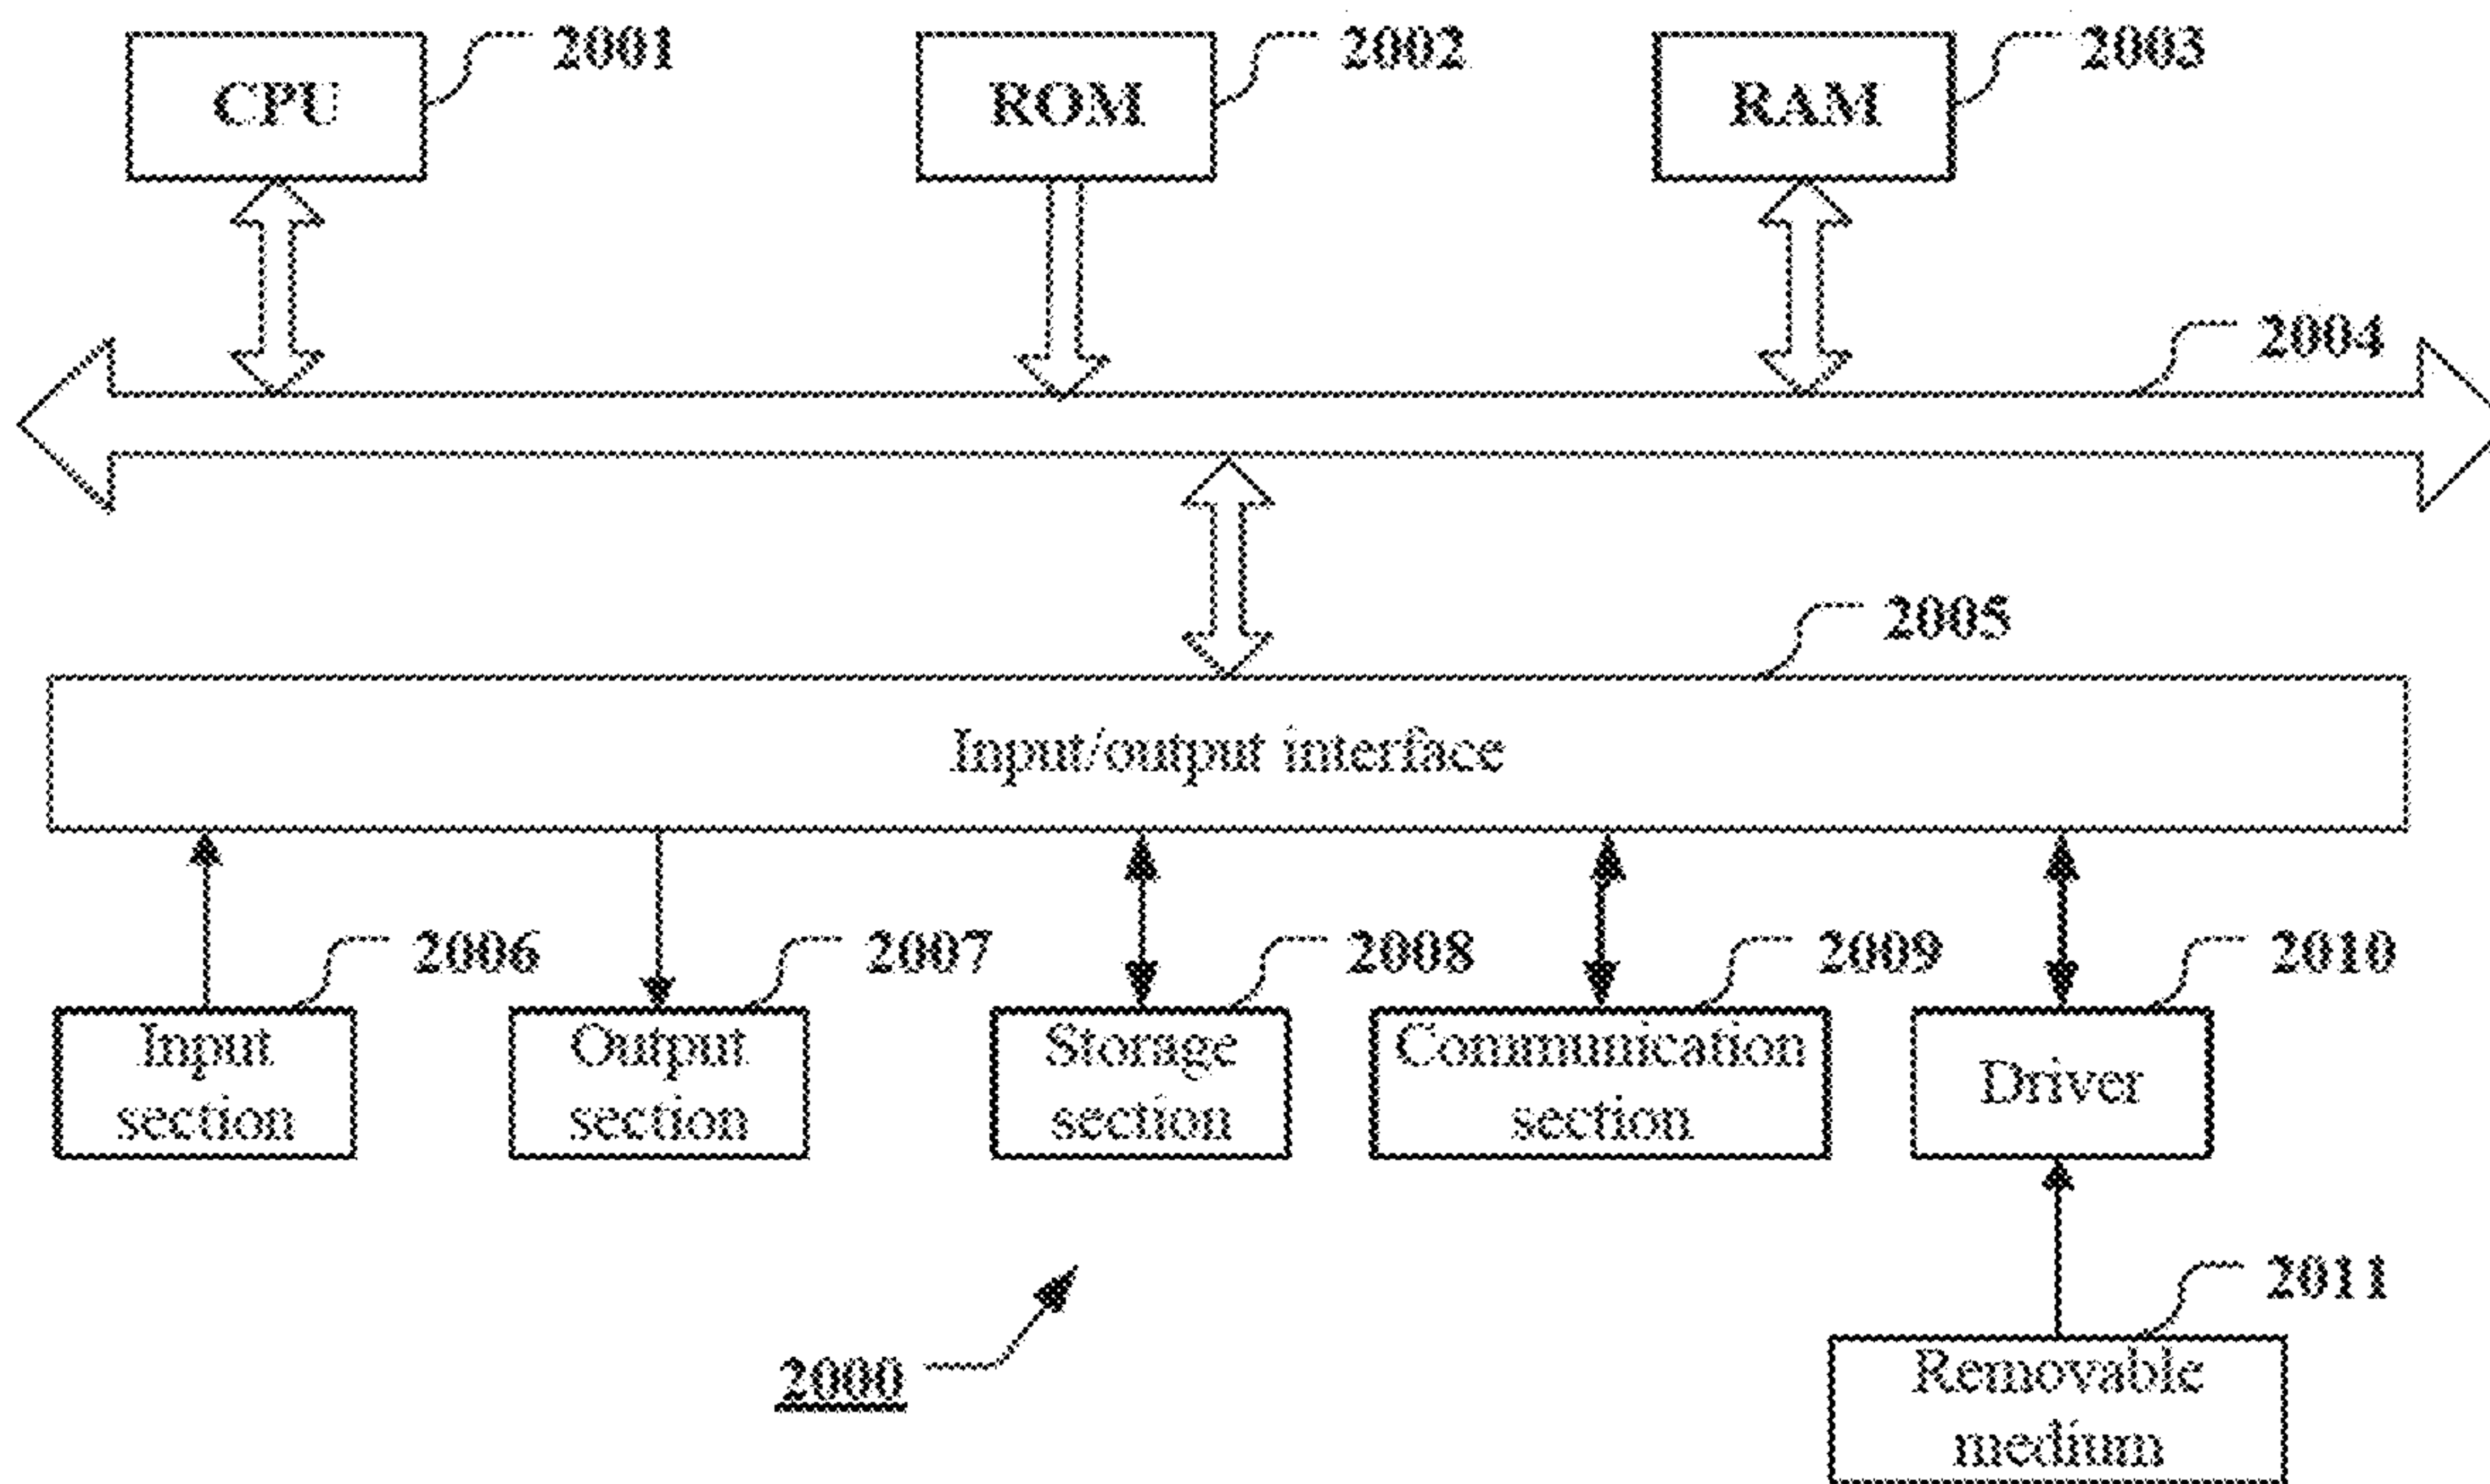 CPU
2001
ROM
2002
RAM
2003
2004
2005
Input/output interface
2006
2007
2008
2009
2010
Input
section
Output
section
Storage
section
Communication
section
Driver
2011
2000
Removable
medium